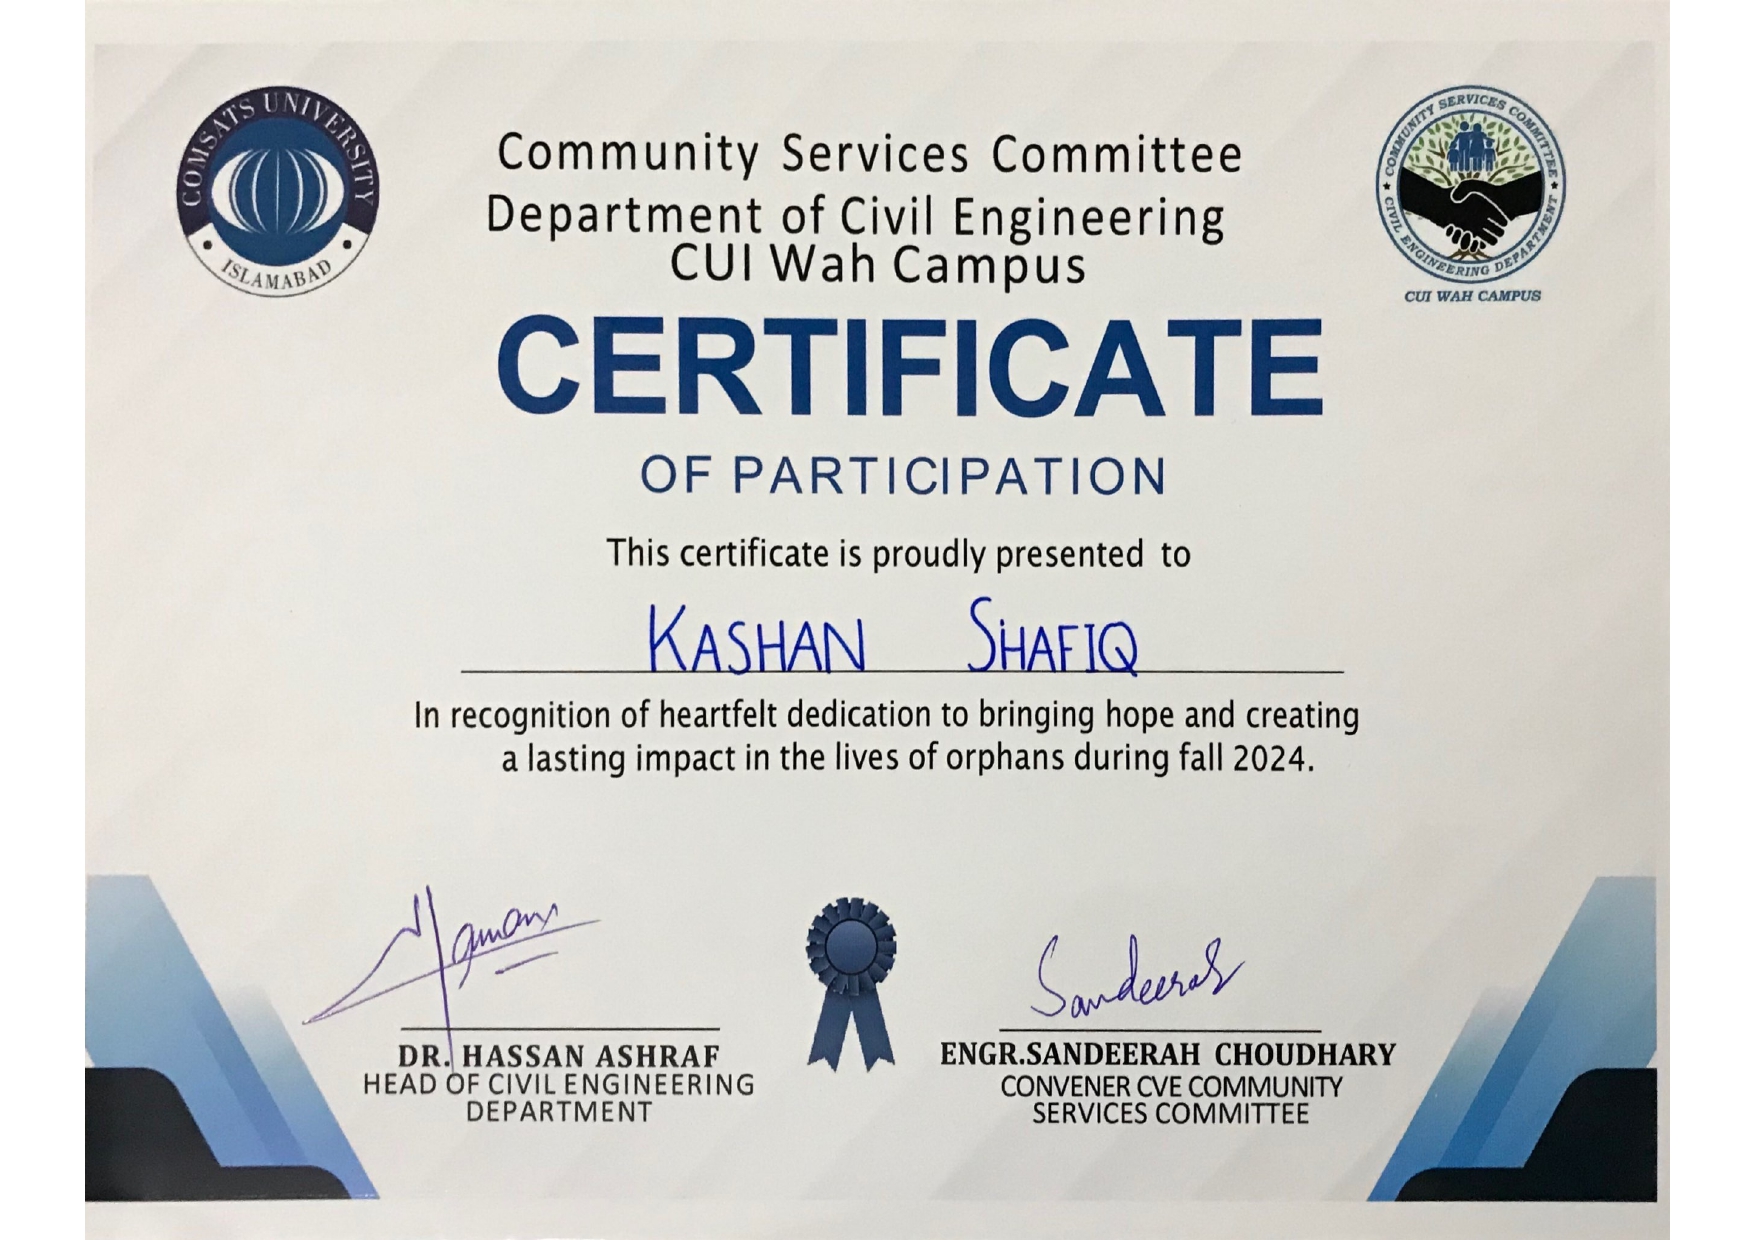 COMSATS UNIVERSITY
ISLAMABAD
COMMUNITY SERVICES COMMITTEE
CIVIL ENGINEERING DEPARTMENT
CUI WAH CAMPUS
Community Services Committee
Department of Civil Engineering
CUI Wah Campus
CERTIFICATE
OF PARTICIPATION
This certificate is proudly presented to
KASHAN SHAFIQ
In recognition of heartfelt dedication to bringing hope and creating
a lasting impact in the lives of orphans during fall 2024.
Sandeerah
DR. HASSAN ASHRAF
HEAD OF CIVIL ENGINEERING
DEPARTMENT
ENGR.SANDEERAH CHOUDHARY
CONVENER CVE COMMUNITY
SERVICES COMMITTEE